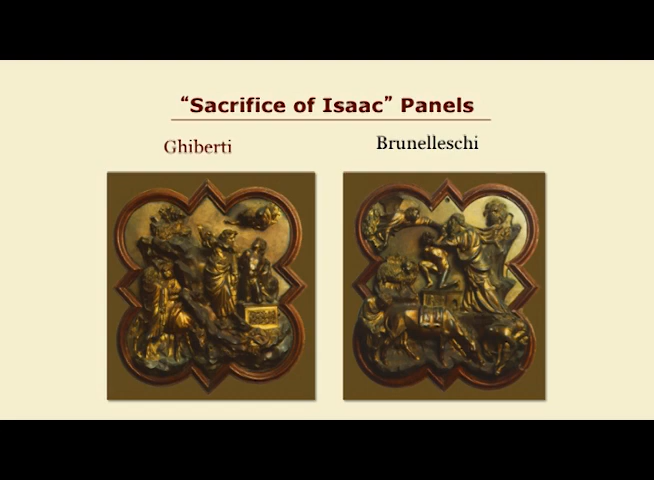 “Sacrifice of Isaac” Panels
Ghiberti
Brunelleschi